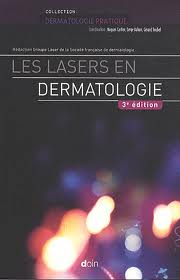 COLLECTION
DERMATOLOGIE PRATIQUE
Rédaction Groupe Laser de la Société française de dermatologie
LES LASERS EN
DERMATOLOGIE
3e édition
doin